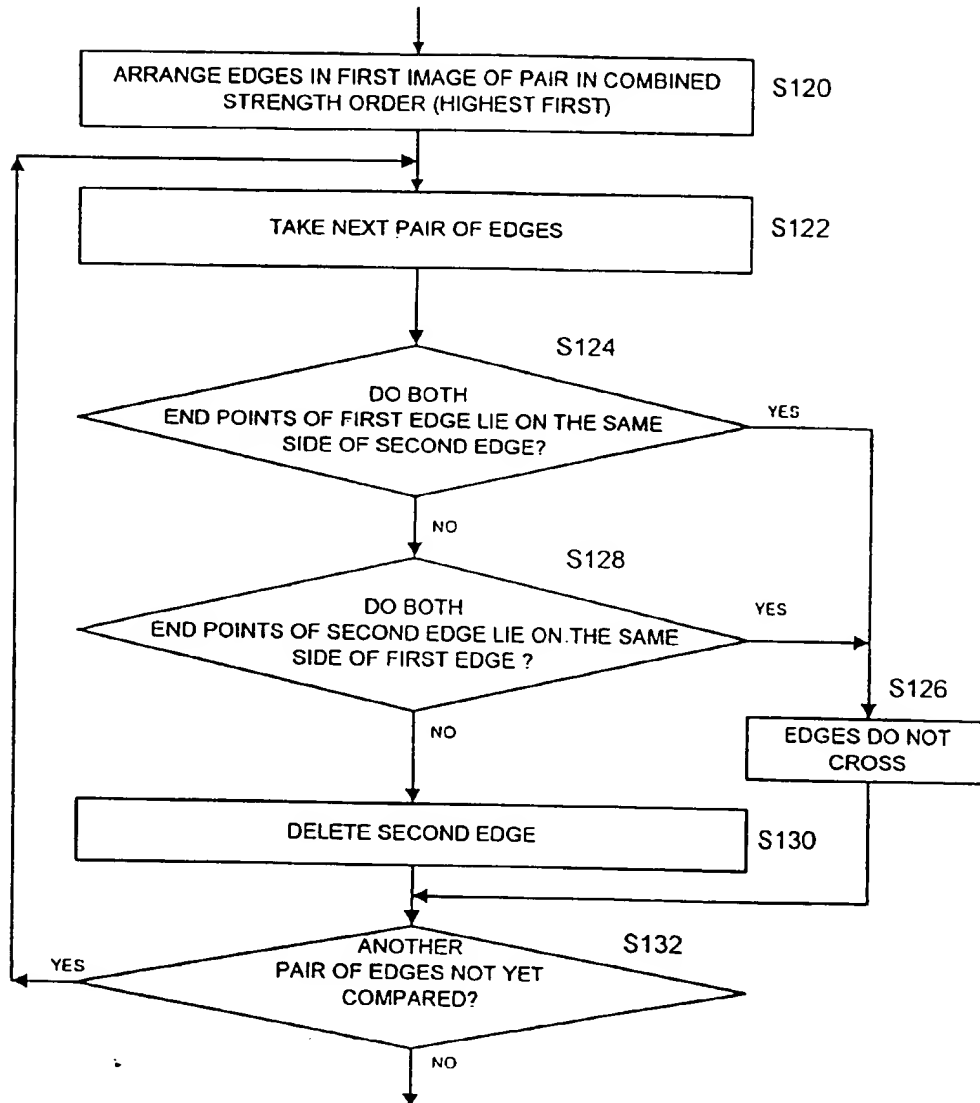 ARRANGE EDGES IN FIRST IMAGE OF PAIR IN COMBINED
STRENGTH ORDER (HIGHEST FIRST)
S120
TAKE NEXT PAIR OF EDGES
S122
S124
DO BOTH
END POINTS OF FIRST EDGE LIE ON THE SAME
SIDE OF SECOND EDGE?
YES
NO
S128
DO BOTH
END POINTS OF SECOND EDGE LIE ON THE SAME
SIDE OF FIRST EDGE ?
YES
S126
EDGES DO NOT
CROSS
NO
DELETE SECOND EDGE
S130
S132
ANOTHER
PAIR OF EDGES NOT YET
COMPARED?
YES
NO